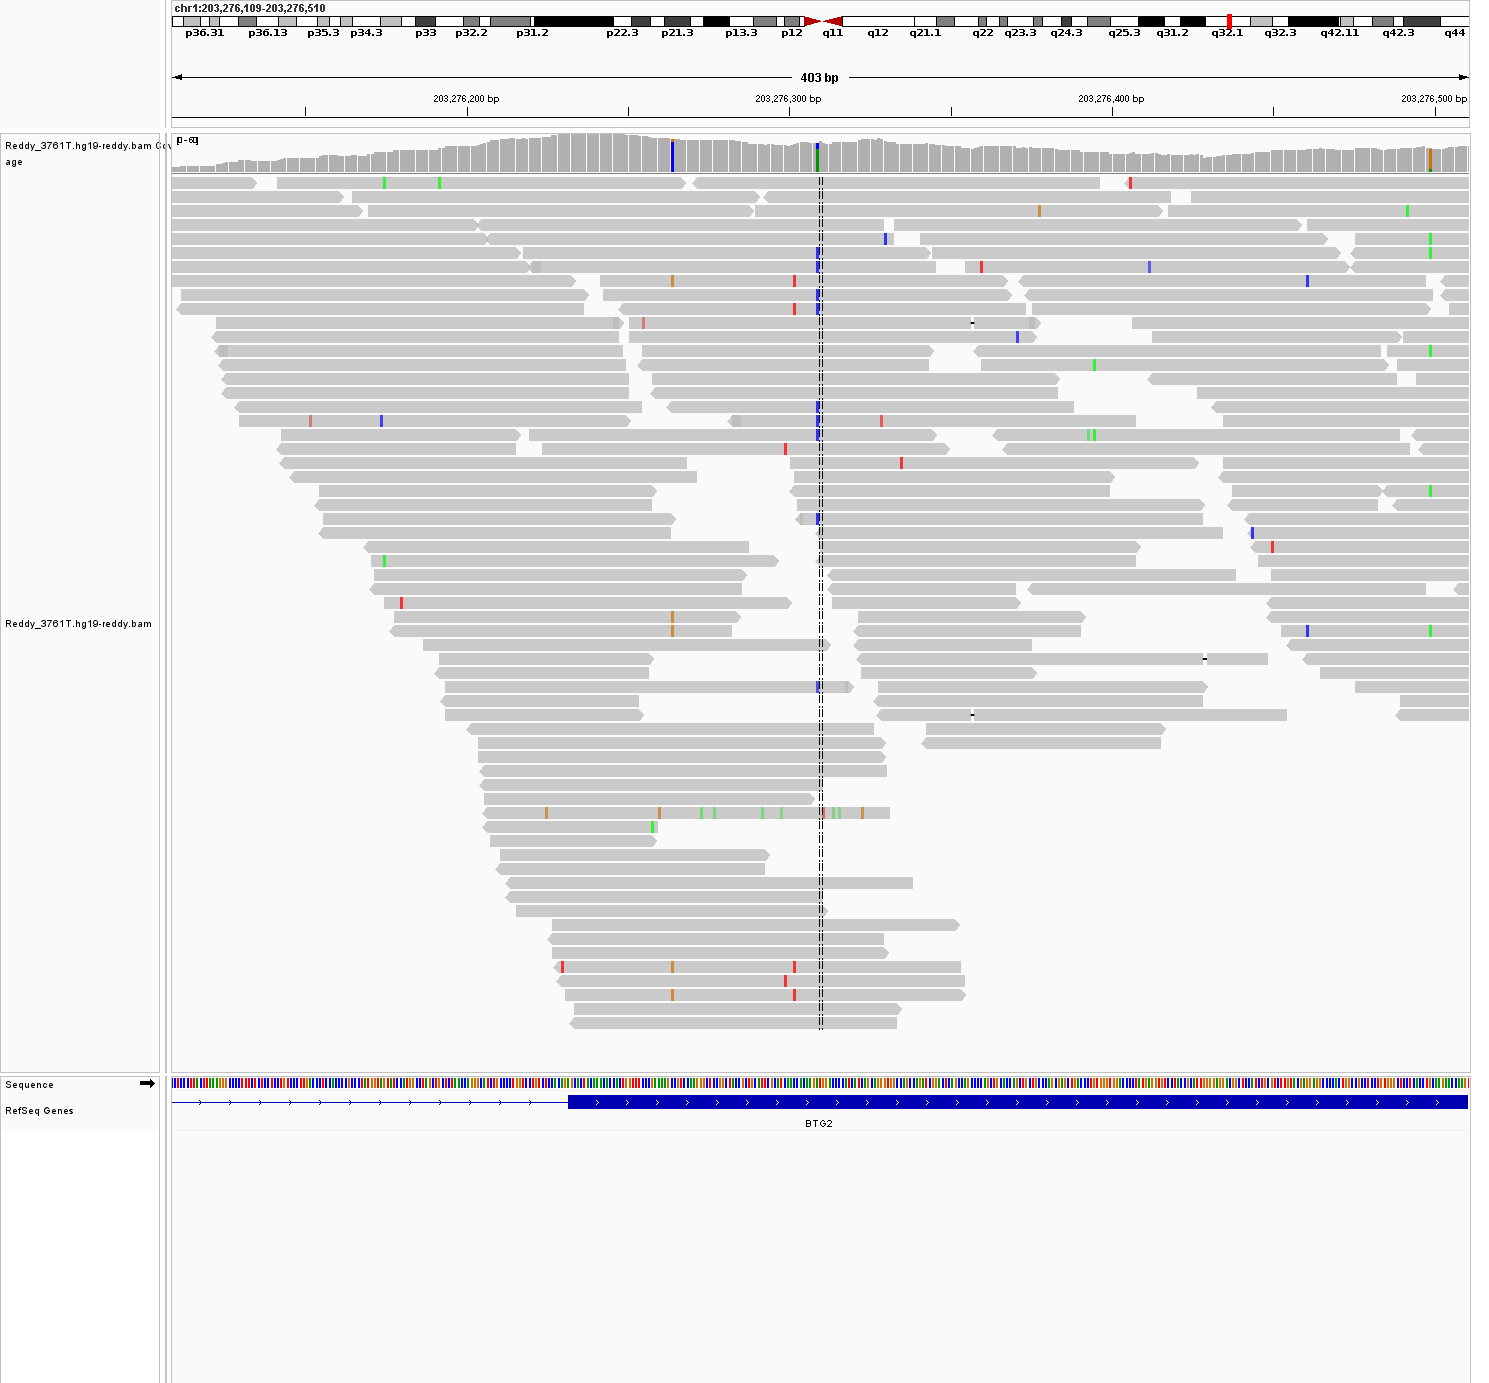 chr1:203,276,109-203,276,510
p36.31 p36.13 p35.3 p34.3 p33 p32.2 p31.2 p22.3 p21.3 p13.3 p12 q11 q12 q21.1 q22 q23.3 q24.3 q25.3 q31.2 q32.1 q32.3 q42.11 q42.3 q44
403 bp
203,276,200 bp 203,276,300 bp 203,276,400 bp 203,276,500 bp
Reddy_3761T.hg19-reddy.bam Cov
age
[0 - 60]
Reddy_3761T.hg19-reddy.bam
Sequence
RefSeq Genes
BTG2